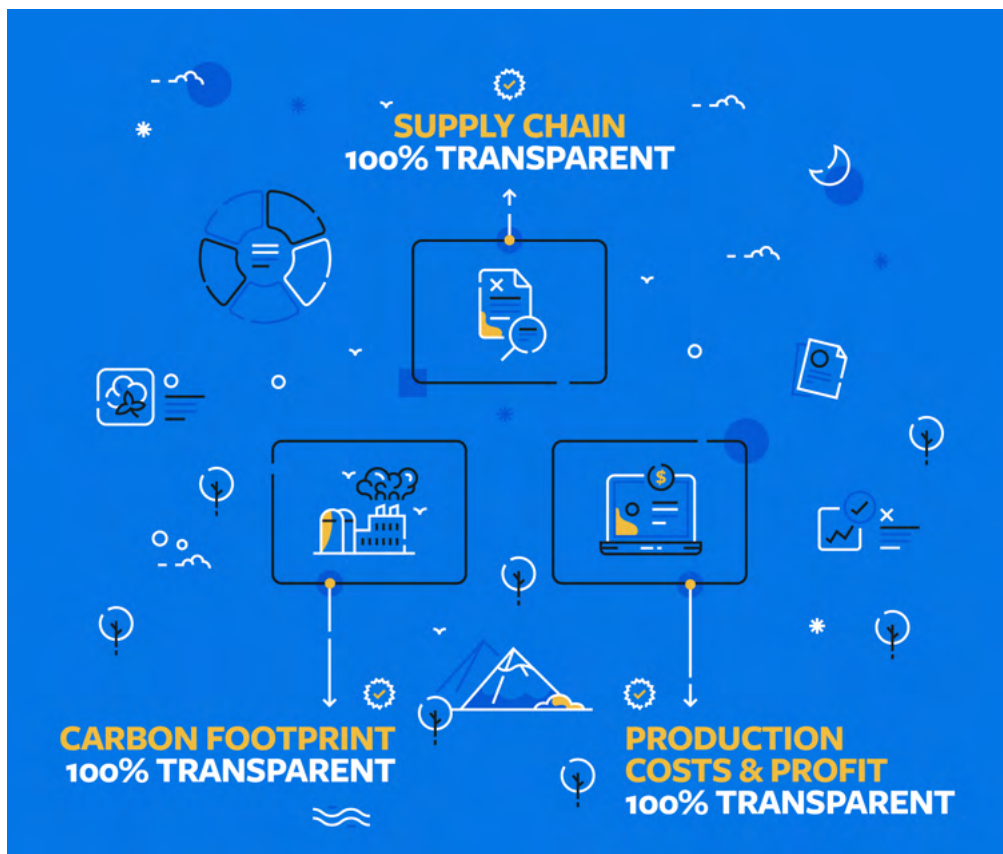 SUPPLY CHAIN
100% TRANSPARENT
$
CARBON FOOTPRINT
100% TRANSPARENT
PRODUCTION
COSTS & PROFIT
100% TRANSPARENT